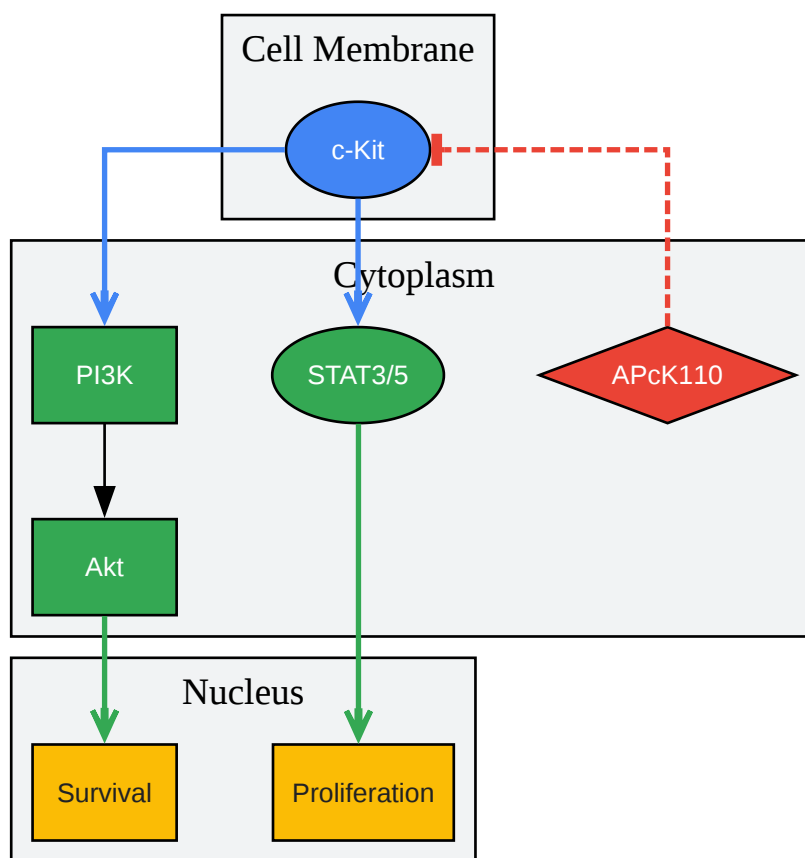 Cell Membrane
c-Kit
Cytoplasm
PI3K
STAT3/5
APcK110
Akt
Nucleus
Survival
Proliferation